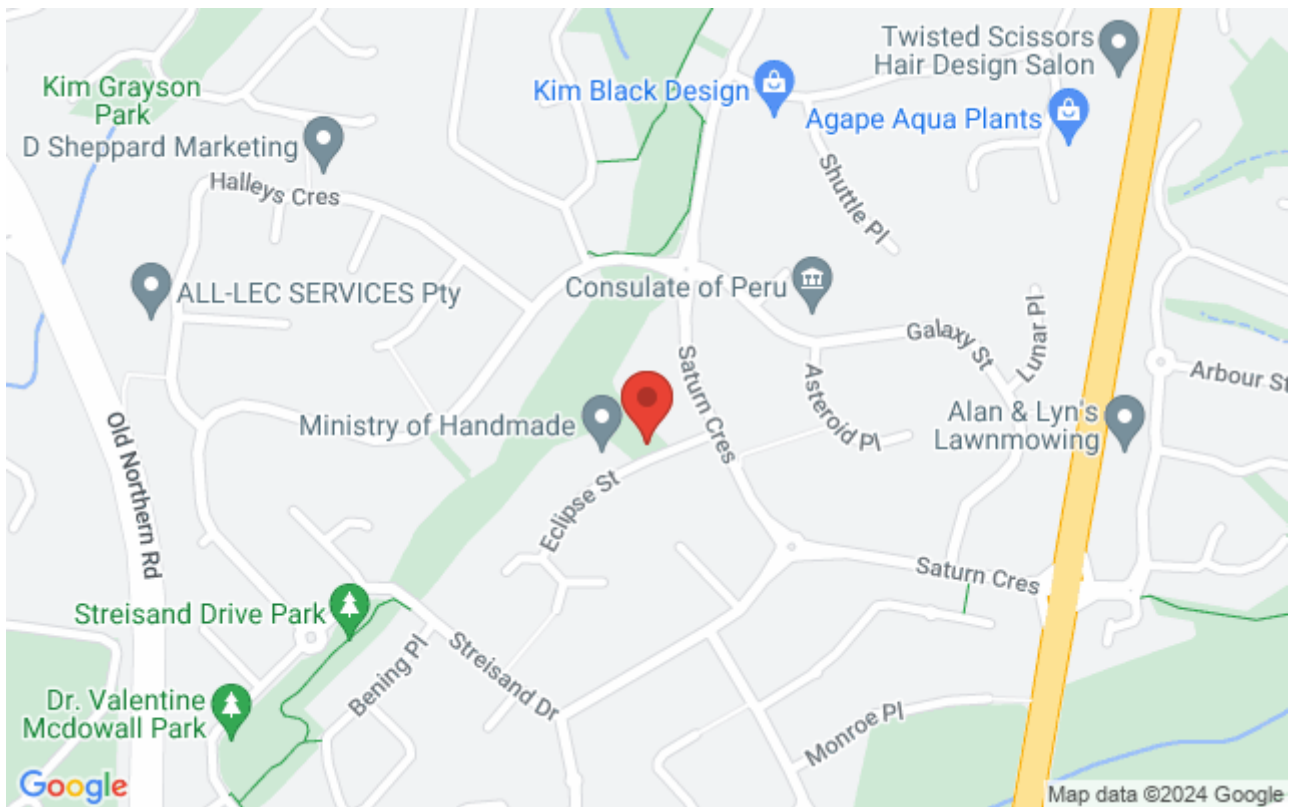 Twisted Scissors
Hair Design Salon
Kim Grayson
Park
Kim Black Design
Agape Aqua Plants
D Sheppard Marketing
Halleys Cres
Shuttle Pl
Consulate of Peru
ALL-LEC SERVICES Pty
Galaxy St
Lunar Pl
Saturn Cres
Asteroid Pl
Arbour St
Ministry of Handmade
Alan & Lyn's
Lawnmowing
Old Northern Rd
Eclipse St
Saturn Cres
Streisand Drive Park
Bening Pl
Streisand Dr
Dr. Valentine
Mcdowall Park
Monroe Pl
Google
Map data ©2024 Google